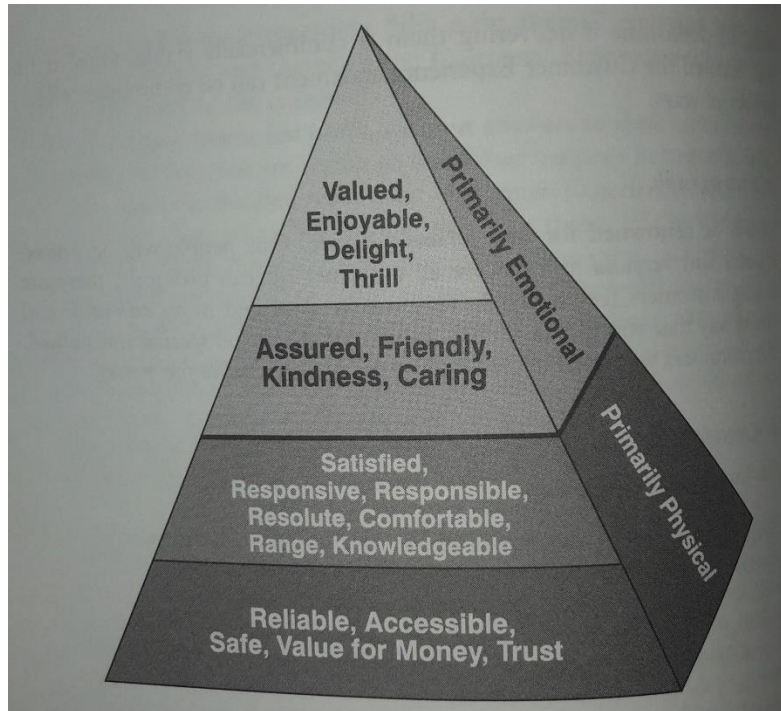 Valued,
Enjoyable,
Delight,
Thrill
Primarily Emotional
Assured, Friendly,
Kindness, Caring
Satisfied,
Responsive, Responsible,
Resolute, Comfortable,
Range, Knowledgeable
Primarily Physical
Reliable, Accessible,
Safe, Value for Money, Trust